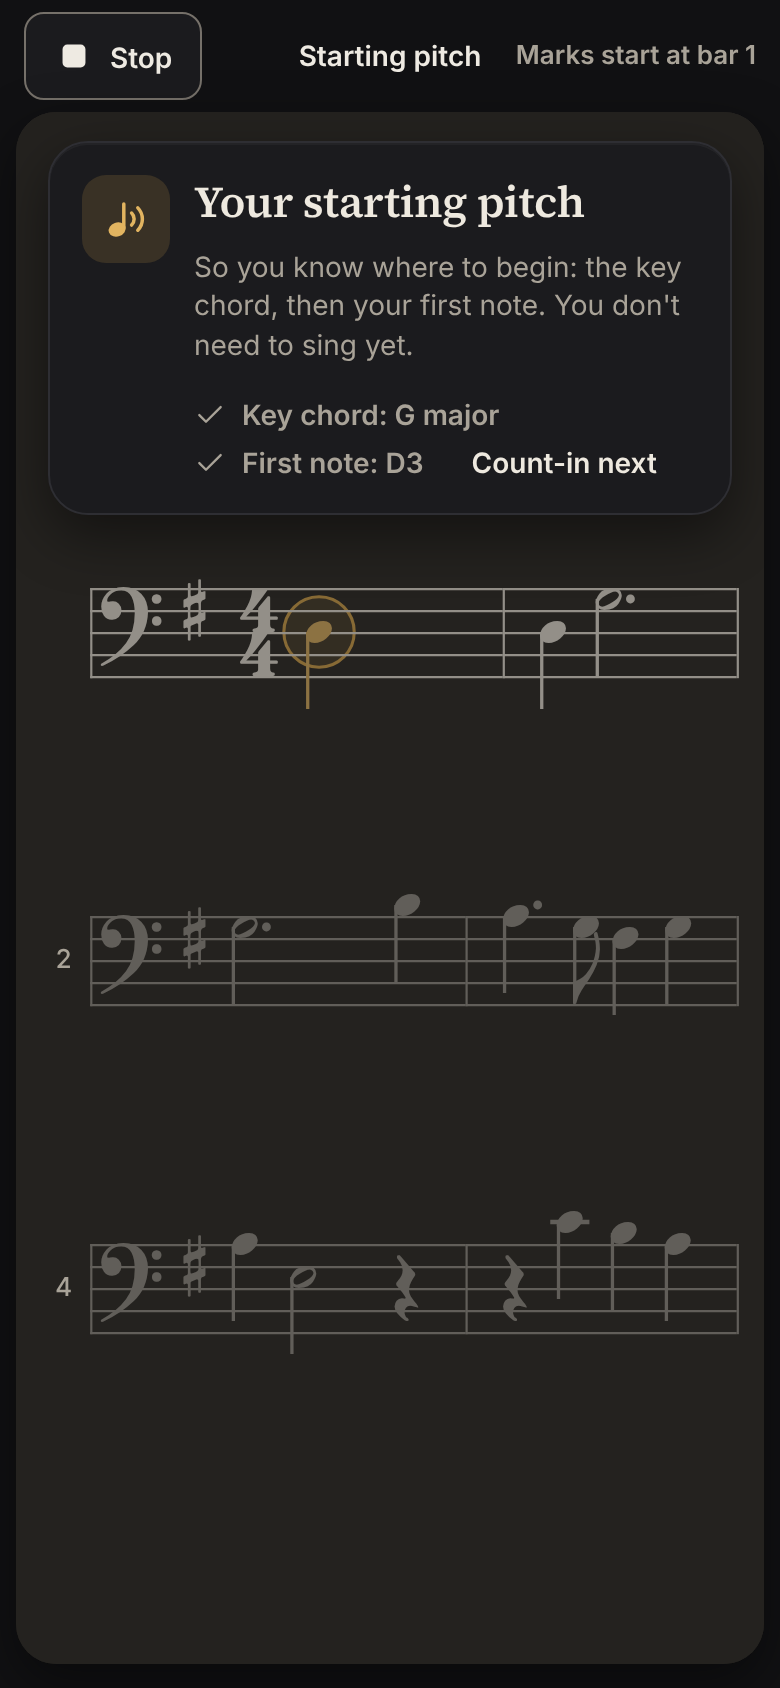 Stop
Starting pitch
Marks start at bar 1
Your starting pitch
So you know where to begin: the key
chord, then your first note. You don't
need to sing yet.
Key chord: G major
First note: D3
Count-in next
4
4
2
4